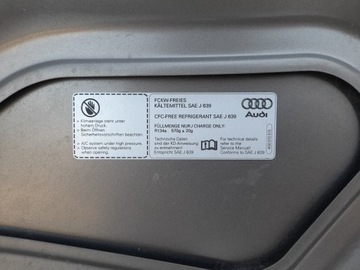 FCKW-FREIES
KÄLTEMITTEL SAE J 639
CFC-FREE REFRIGERANT SAE J 639
FÜLLMENGE NUR / CHARGE ONLY:
R134a 570g ± 20g
Audi
» Klimaanlage steht unter
hohem Druck.
» Beim Öffnen
Sicherheitsvorschriften beachten.
» A/C system under high pressure.
» Observe safety regulations
when opening.
Technische Daten
sind der KD-Anweisung
zu entnehmen!
Entspricht SAE J 639
For technical details
refer to the
Service Manual!
Conforms to SAE J 639